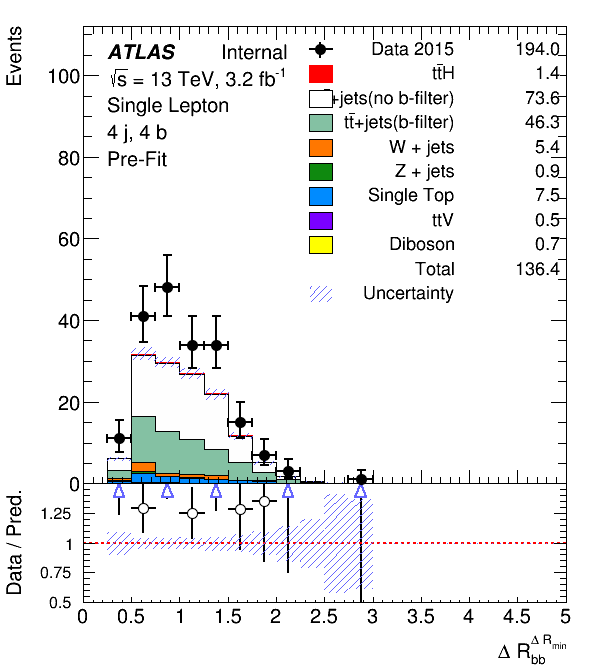 Events
ATLAS Internal
√s = 13 TeV, 3.2 fb⁻¹
Single Lepton
4 j, 4 b
Pre-Fit
Data 2015 194.0
tt̄H 1.4
+jets(no b-filter) 73.6
tt̄+jets(b-filter) 46.3
W + jets 5.4
Z + jets 0.9
Single Top 7.5
ttV 0.5
Diboson 0.7
Total 136.4
Uncertainty
100
80
60
40
20
0
Data / Pred.
1.25
1
0.75
0.5
0 0.5 1 1.5 2 2.5 3 3.5 4 4.5 5
Δ R_bb^Δ R_min